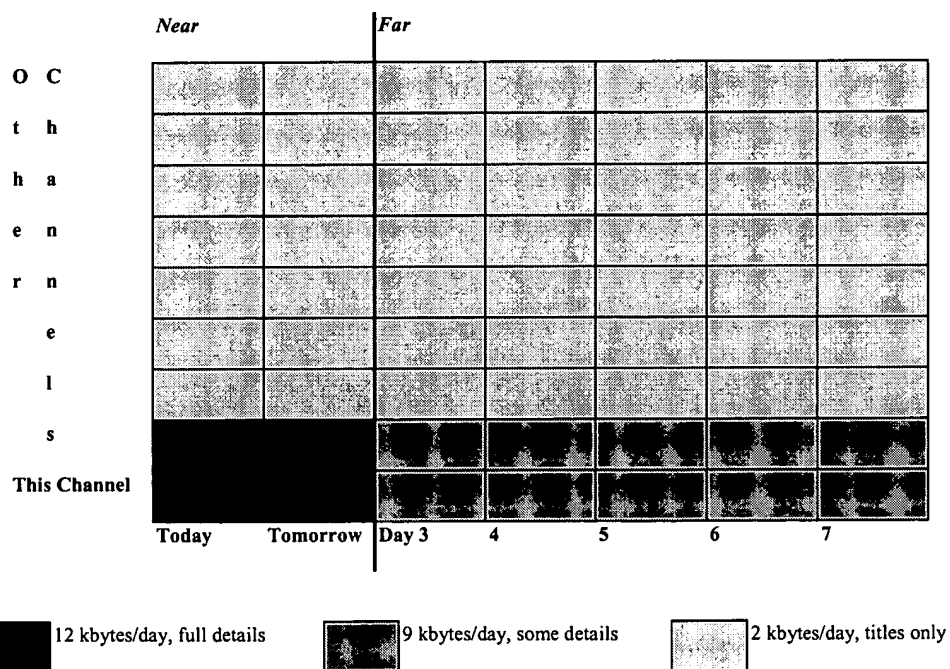 Near Far
O C
t h
h a
e n
r n
e
l
s
This Channel
Today Tomorrow Day 3 4 5 6 7
12 kbytes/day, full details 9 kbytes/day, some details 2 kbytes/day, titles only